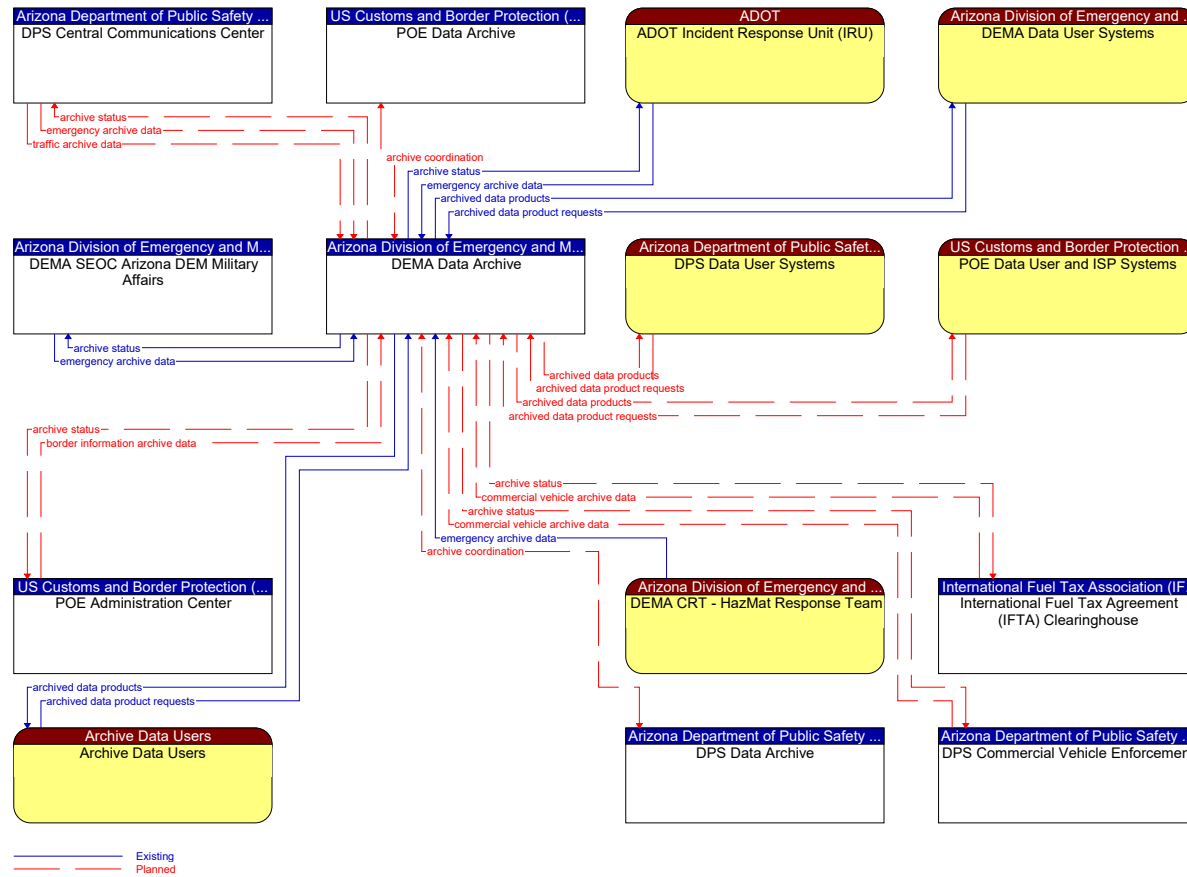 Arizona Department of Public Safety ...
DPS Central Communications Center
US Customs and Border Protection (...
POE Data Archive
ADOT
ADOT Incident Response Unit (IRU)
Arizona Division of Emergency and ...
DEMA Data User Systems
archive status
emergency archive data
traffic archive data
archive coordination
archive status
emergency archive data
archived data products
archived data product requests
Arizona Division of Emergency and M...
DEMA SEOC Arizona DEM Military
Affairs
Arizona Division of Emergency and M...
DEMA Data Archive
Arizona Department of Public Safet...
DPS Data User Systems
US Customs and Border Protection ...
POE Data User and ISP Systems
archive status
emergency archive data
archived data products
archived data product requests
archived data products
archived data product requests
archive status
border information archive data
archive status
commercial vehicle archive data
archive status
commercial vehicle archive data
emergency archive data
archive coordination
US Customs and Border Protection (...
POE Administration Center
Arizona Division of Emergency and ...
DEMA CRT - HazMat Response Team
International Fuel Tax Association (IF...
International Fuel Tax Agreement
(IFTA) Clearinghouse
archived data products
archived data product requests
Archive Data Users
Archive Data Users
Arizona Department of Public Safety ...
DPS Data Archive
Arizona Department of Public Safety ...
DPS Commercial Vehicle Enforcemen
Existing
Planned